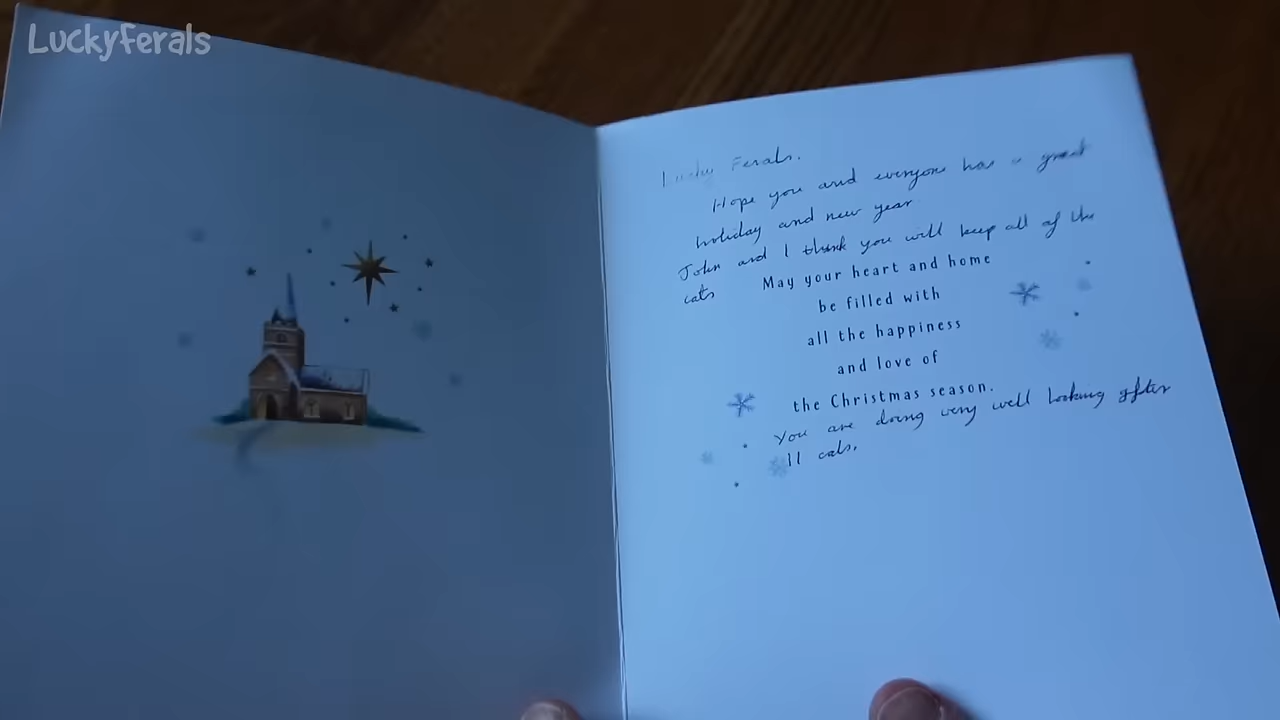 LuckyFerals
Lucky Ferals.
Hope you and everyone has a great
holiday and new year
John and I think you will keep all of the
cats
May your heart and home
be filled with
all the happiness
and love of
the Christmas season.
You are doing very well looking after
11 cats.